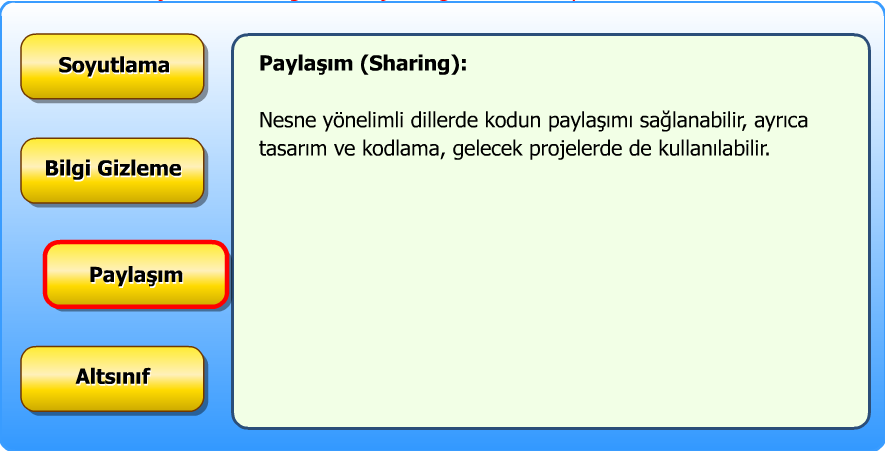 Soyutlama
Bilgi Gizleme
Paylaşım
Altsınıf
Paylaşım (Sharing):
Nesne yönelimli dillerde kodun paylaşımı sağlanabilir, ayrıca
tasarım ve kodlama, gelecek projelerde de kullanılabilir.